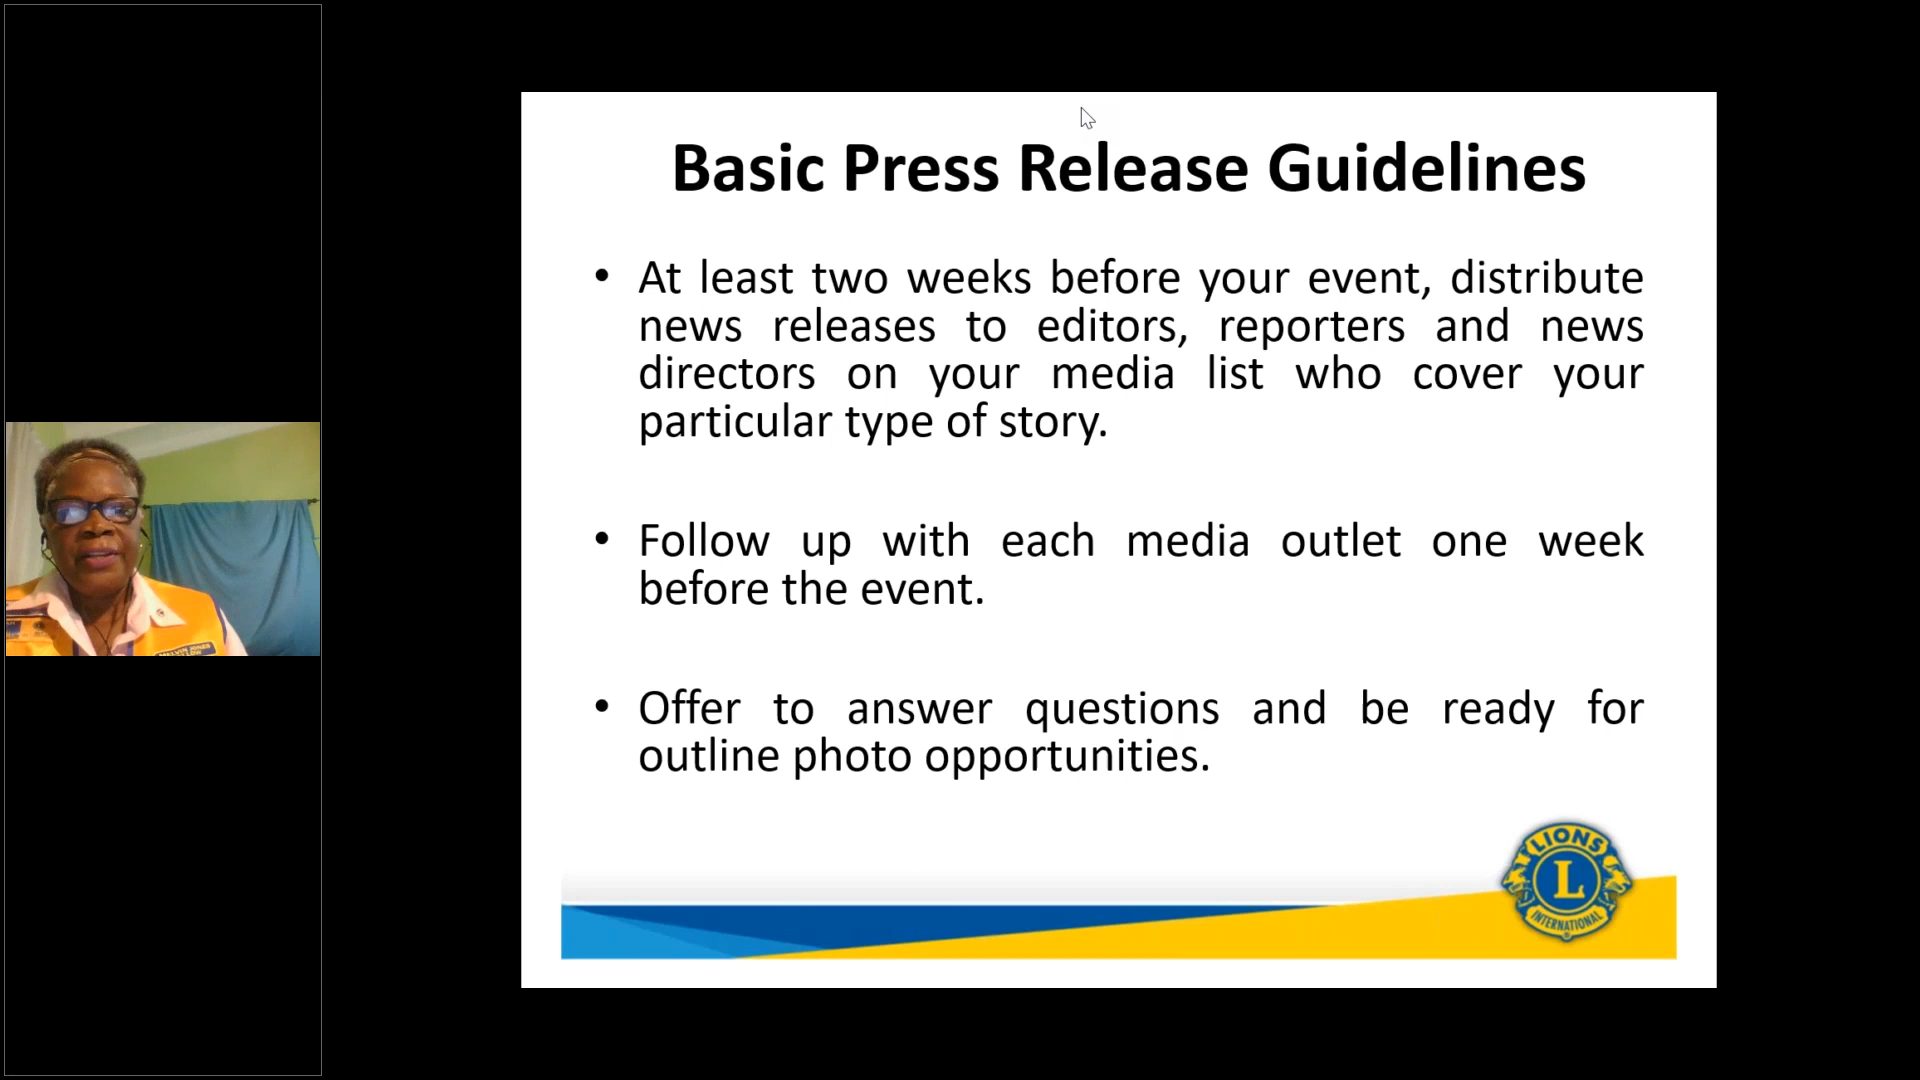 Basic Press Release Guidelines
• At least two weeks before your event, distribute
news releases to editors, reporters and news
directors on your media list who cover your
particular type of story.
• Follow up with each media outlet one week
before the event.
• Offer to answer questions and be ready for
outline photo opportunities.
LIONS
L
INTERNATIONAL
MELVIN JONES